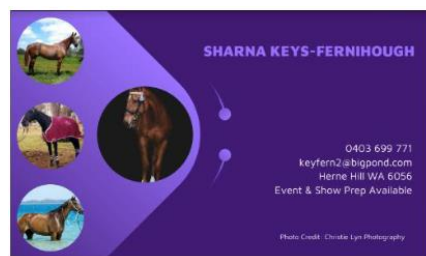 SHARNA KEYS-FERNIHOUGH
0403 699 771
keyfern2@bigpond.com
Herne Hill WA 6056
Event & Show Prep Available
Photo Credit: Christie Lyn Photography